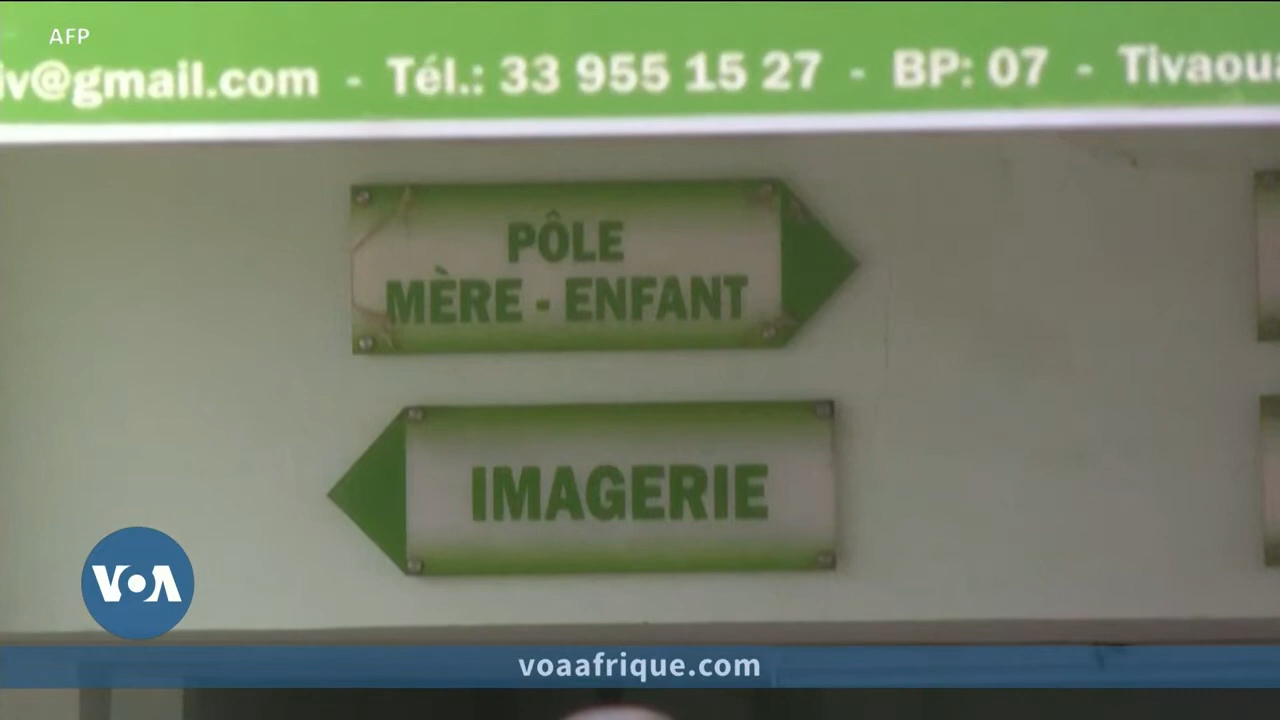 AFP
iv@gmail.com - Tél.: 33 955 15 27 - BP: 07 - Tivaoua
PÔLE
MÈRE - ENFANT
IMAGERIE
VOA
voaafrique.com